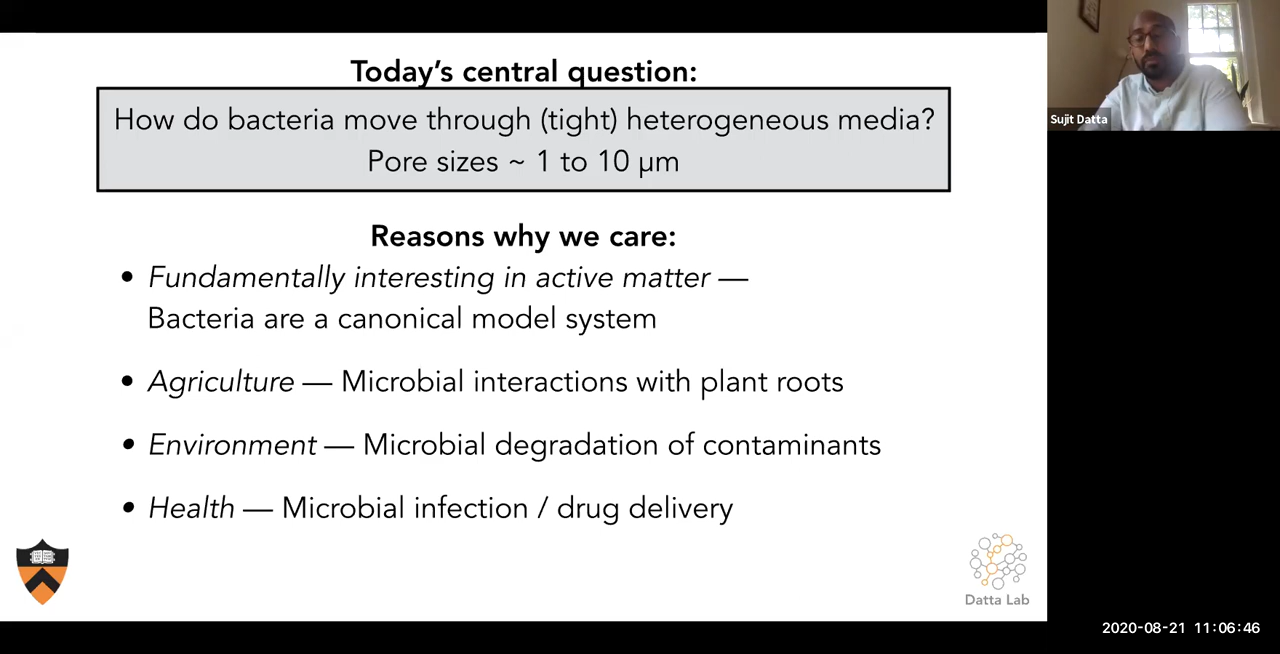 Today's central question:
How do bacteria move through (tight) heterogeneous media?
Pore sizes ~ 1 to 10 μm
Reasons why we care:
• Fundamentally interesting in active matter —
Bacteria are a canonical model system
• Agriculture — Microbial interactions with plant roots
• Environment — Microbial degradation of contaminants
• Health — Microbial infection / drug delivery
Datta Lab
Sujit Datta
2020-08-21 11:06:46